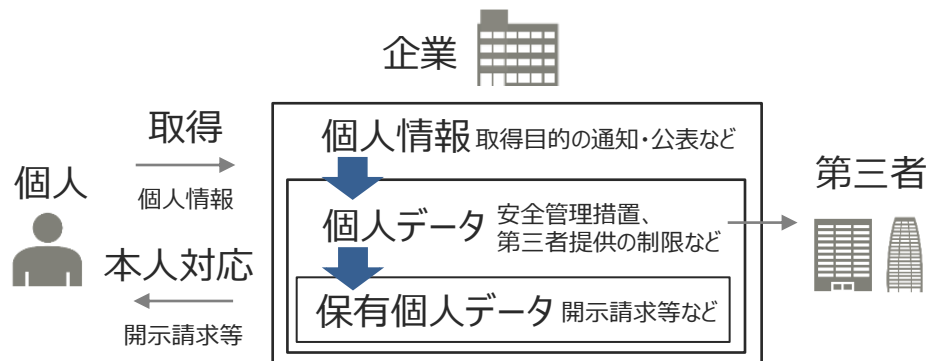 企業
取得
個人情報
個人
本人対応
開示請求等
個人情報 取得目的の通知・公表など
個人データ 安全管理措置、
第三者提供の制限など
保有個人データ 開示請求等など
第三者